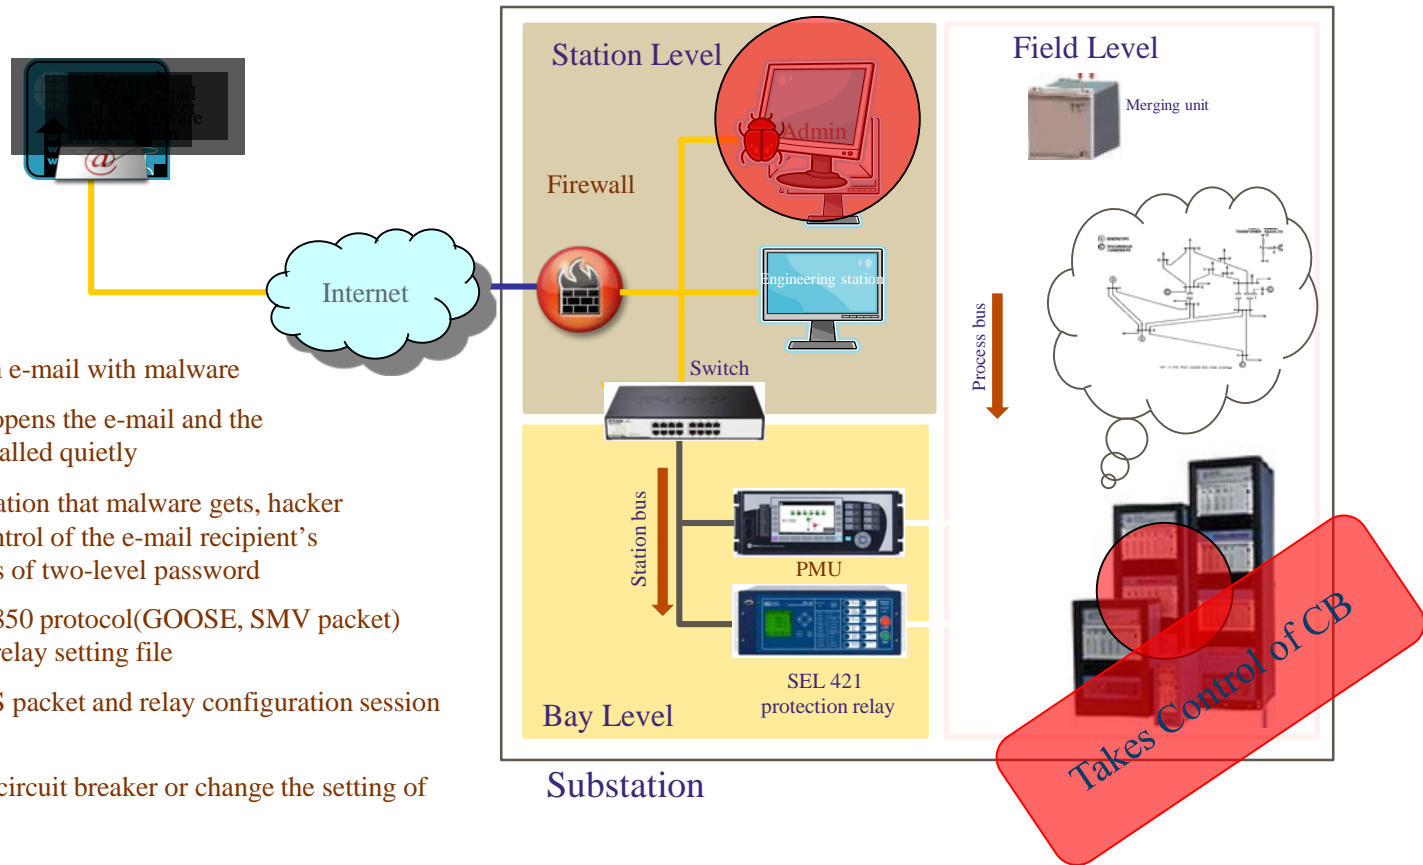 Station Level
Field Level
Admin
Merging unit
Firewall
Internet
Engineering station
Switch
Process bus
e-mail with malware
opens the e-mail and the
alled quietly
ation that malware gets, hacker
ntrol of the e-mail recipient's
s of two-level password
850 protocol(GOOSE, SMV packet)
relay setting file
S packet and relay configuration session
circuit breaker or change the setting of
Station bus
PMU
SEL 421
protection relay
Bay Level
Substation
Takes Control of CB